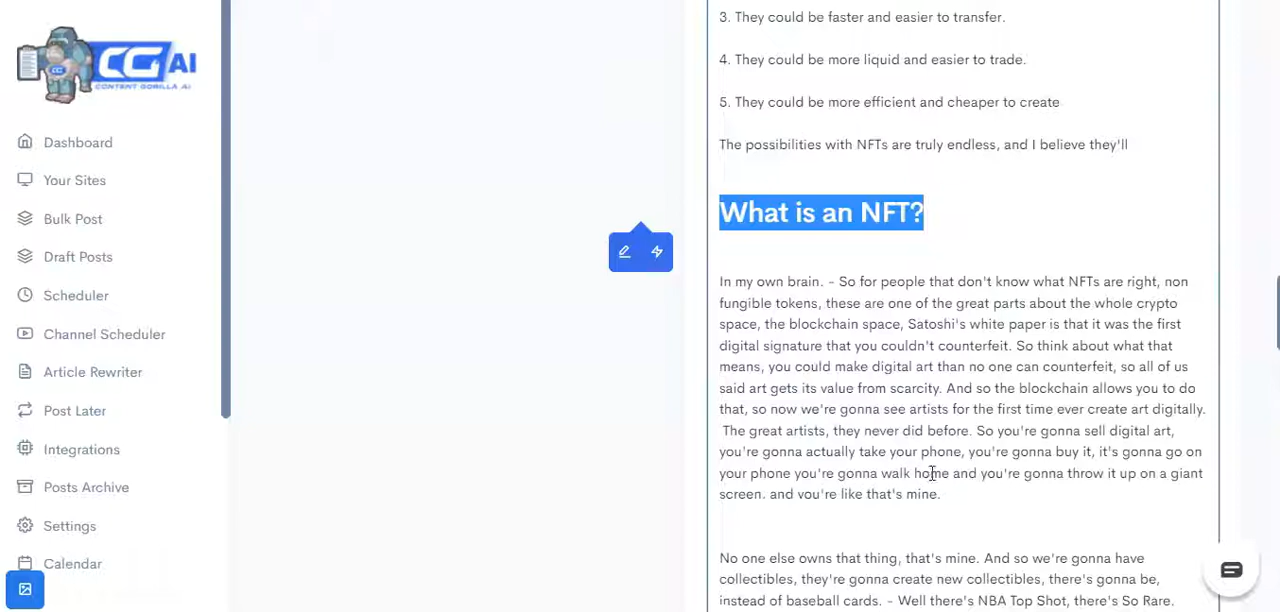 CG AI
CONTENT GORILLA AI
CG
Dashboard
Your Sites
Bulk Post
Draft Posts
Scheduler
Channel Scheduler
Article Rewriter
Post Later
Integrations
Posts Archive
Settings
Calendar
3. They could be faster and easier to transfer.
4. They could be more liquid and easier to trade.
5. They could be more efficient and cheaper to create
The possibilities with NFTs are truly endless, and I believe they'll
What is an NFT?
In my own brain. - So for people that don't know what NFTs are right, non
fungible tokens, these are one of the great parts about the whole crypto
space, the blockchain space, Satoshi's white paper is that it was the first
digital signature that you couldn't counterfeit. So think about what that
means, you could make digital art than no one can counterfeit, so all of us
said art gets its value from scarcity. And so the blockchain allows you to do
that, so now we're gonna see artists for the first time ever create art digitally.
The great artists, they never did before. So you're gonna sell digital art,
you're gonna actually take your phone, you're gonna buy it, it's gonna go on
your phone you're gonna walk home and you're gonna throw it up on a giant
screen. and you're like that's mine.
No one else owns that thing, that's mine. And so we're gonna have
collectibles, they're gonna create new collectibles, there's gonna be,
instead of baseball cards. - Well there's NBA Top Shot, there's So Rare.